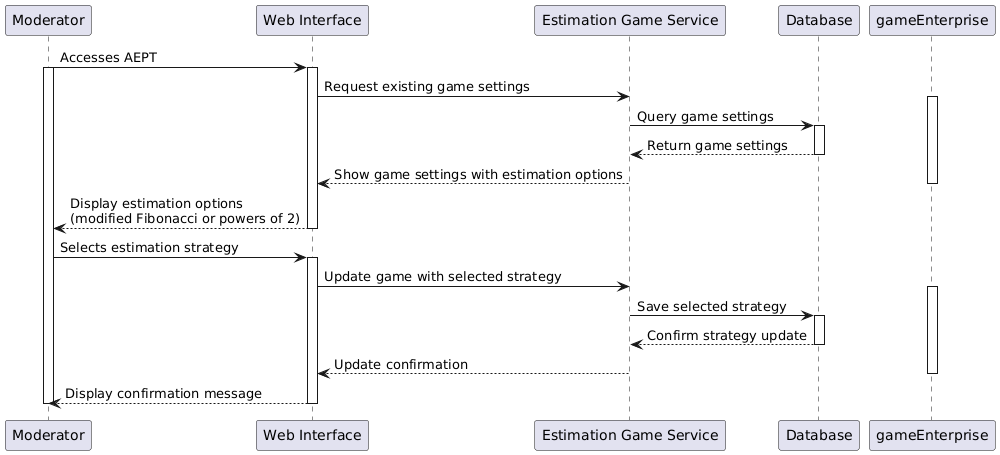 Moderator
Web Interface
Estimation Game Service
Database
gameEnterprise
Accesses AEPT
Request existing game settings
Query game settings
Return game settings
Show game settings with estimation options
Display estimation options
(modified Fibonacci or powers of 2)
Selects estimation strategy
Update game with selected strategy
Save selected strategy
Confirm strategy update
Update confirmation
Display confirmation message
Moderator
Web Interface
Estimation Game Service
Database
gameEnterprise